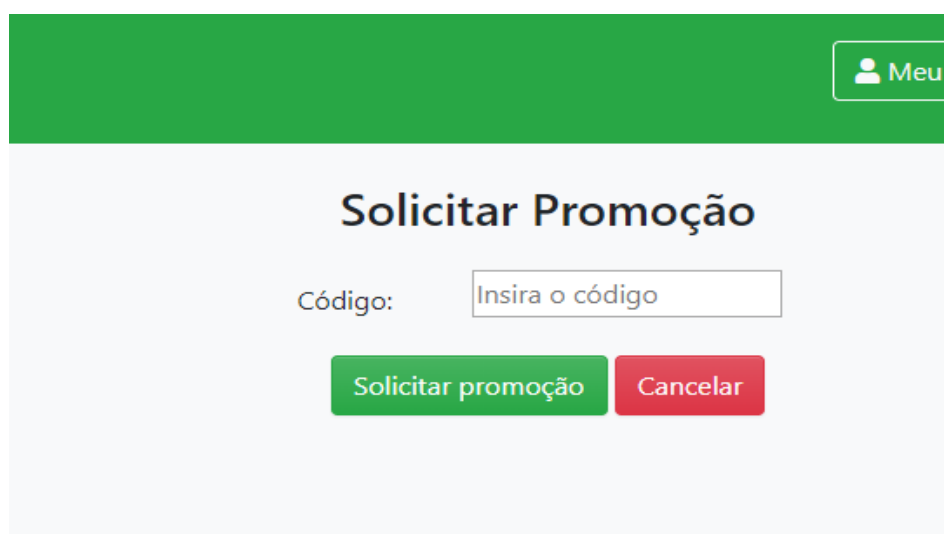 Meu
Solicitar Promoção
Código: Insira o código
Solicitar promoção Cancelar